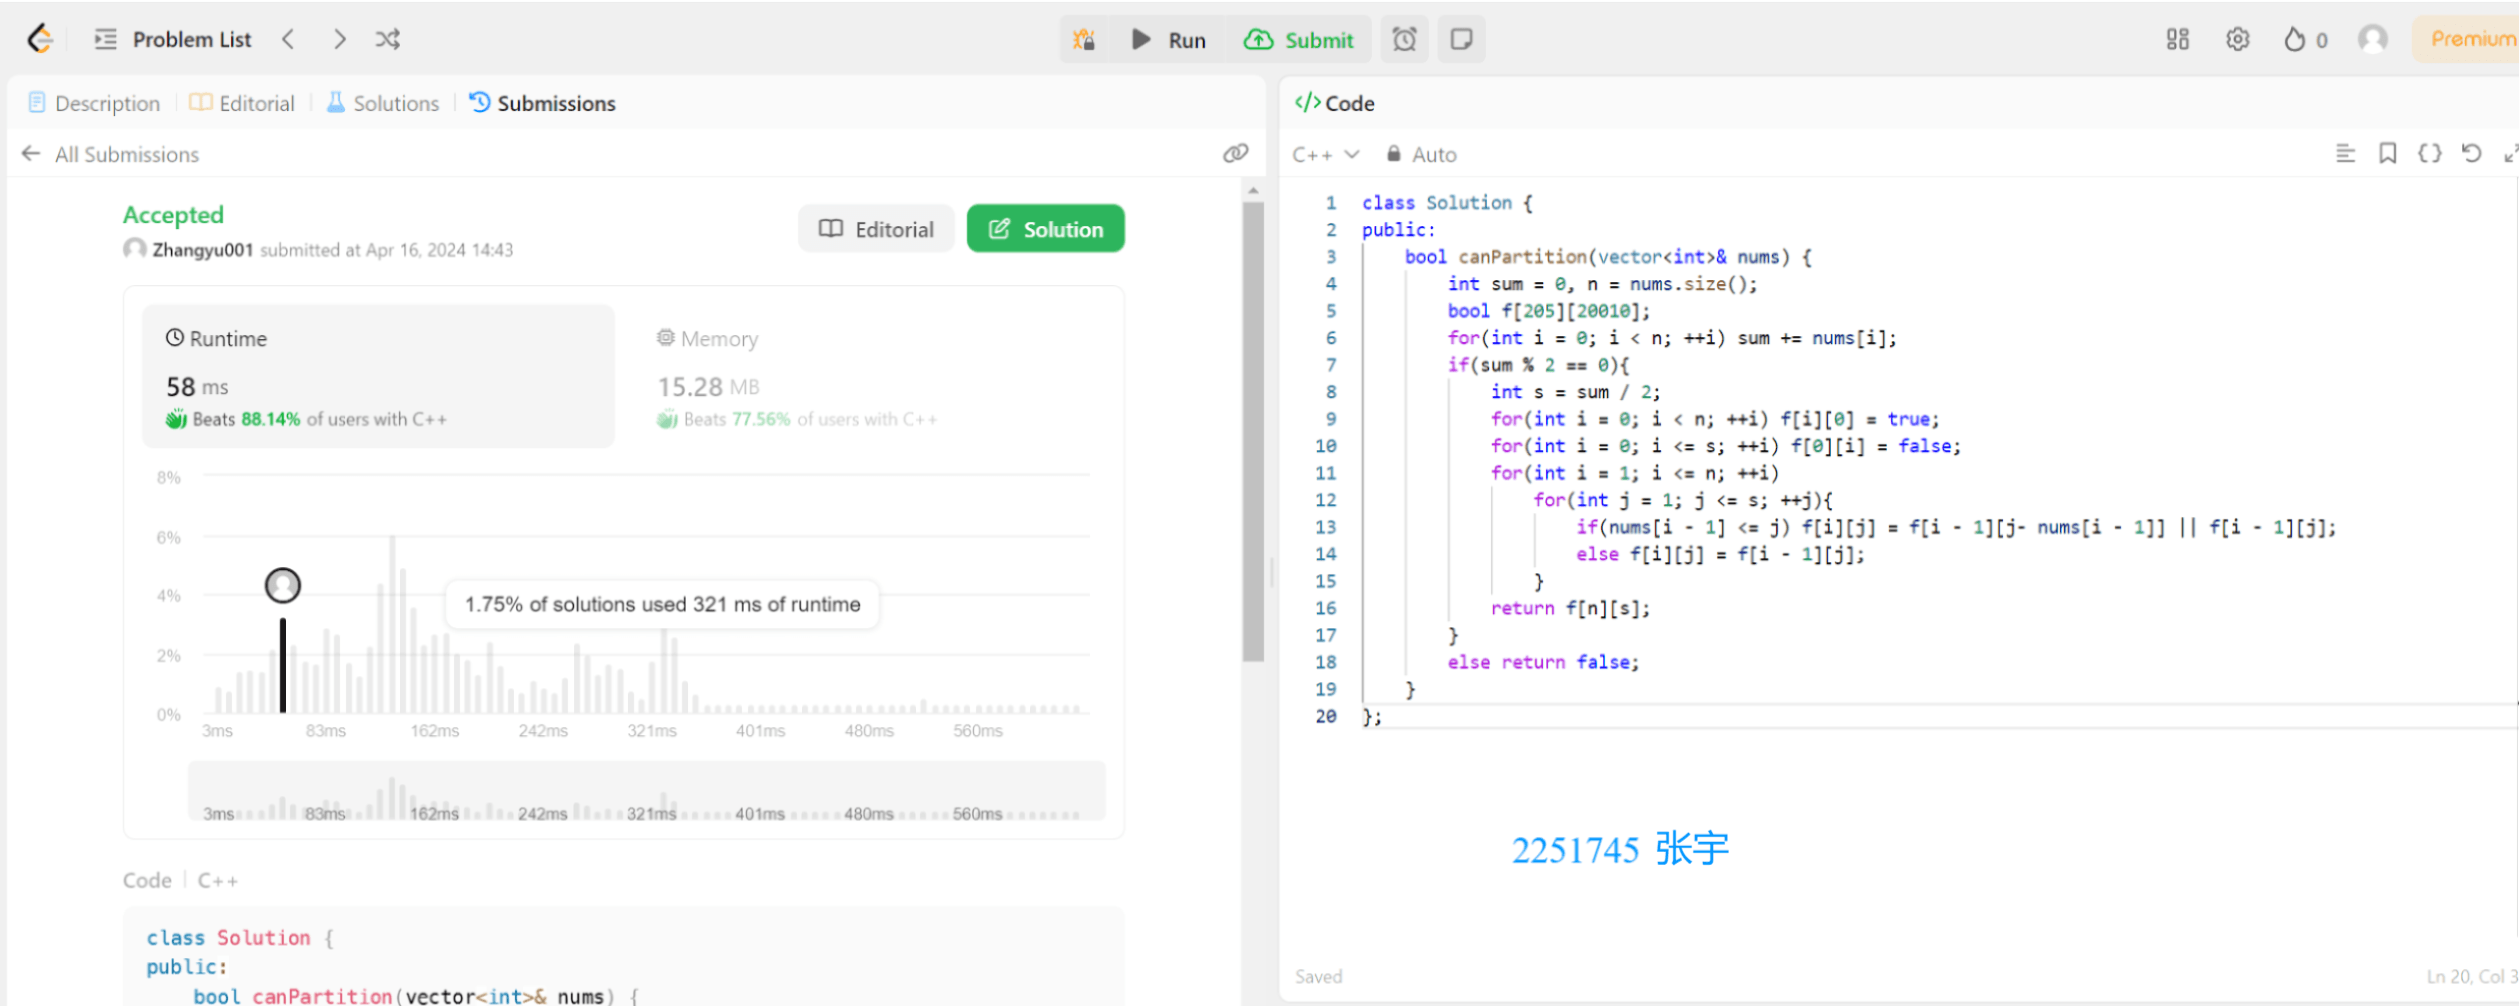 Problem List
Run
Submit
0
Premium
Description
Editorial
Solutions
Submissions
All Submissions
Accepted
Zhangyu001 submitted at Apr 16, 2024 14:43
Editorial
Solution
Runtime
58 ms
Beats 88.14% of users with C++
Memory
15.28 MB
Beats 77.56% of users with C++
8%
6%
4%
2%
0%
1.75% of solutions used 321 ms of runtime
3ms 83ms 162ms 242ms 321ms 401ms 480ms 560ms
3ms 83ms 162ms 242ms 321ms 401ms 480ms 560ms
Code | C++
class Solution {
public:
    bool canPartition(vector<int>& nums) {
</> Code
C++ Auto
1 class Solution {
2 public:
3     bool canPartition(vector<int>& nums) {
4         int sum = 0, n = nums.size();
5         bool f[205][20010];
6         for(int i = 0; i < n; ++i) sum += nums[i];
7         if(sum % 2 == 0){
8             int s = sum / 2;
9             for(int i = 0; i < n; ++i) f[i][0] = true;
10             for(int i = 0; i <= s; ++i) f[0][i] = false;
11             for(int i = 1; i <= n; ++i)
12                 for(int j = 1; j <= s; ++j){
13                     if(nums[i - 1] <= j) f[i][j] = f[i - 1][j- nums[i - 1]] || f[i - 1][j];
14                     else f[i][j] = f[i - 1][j];
15                 }
16             return f[n][s];
17         }
18         else return false;
19     }
20 };
2251745 张宇
Saved
Ln 20, Col 3